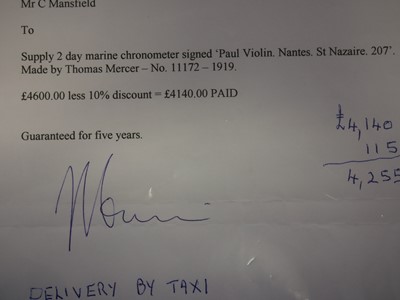 Mr C Mansfield
To
Supply 2 day marine chronometer signed 'Paul Violin. Nantes. St Nazaire. 207'.
Made by Thomas Mercer – No. 11172 – 1919.
£4600.00 less 10% discount = £4140.00 PAID
£4,140
115
4,255
Guaranteed for five years.
DELIVERY BY TAXI